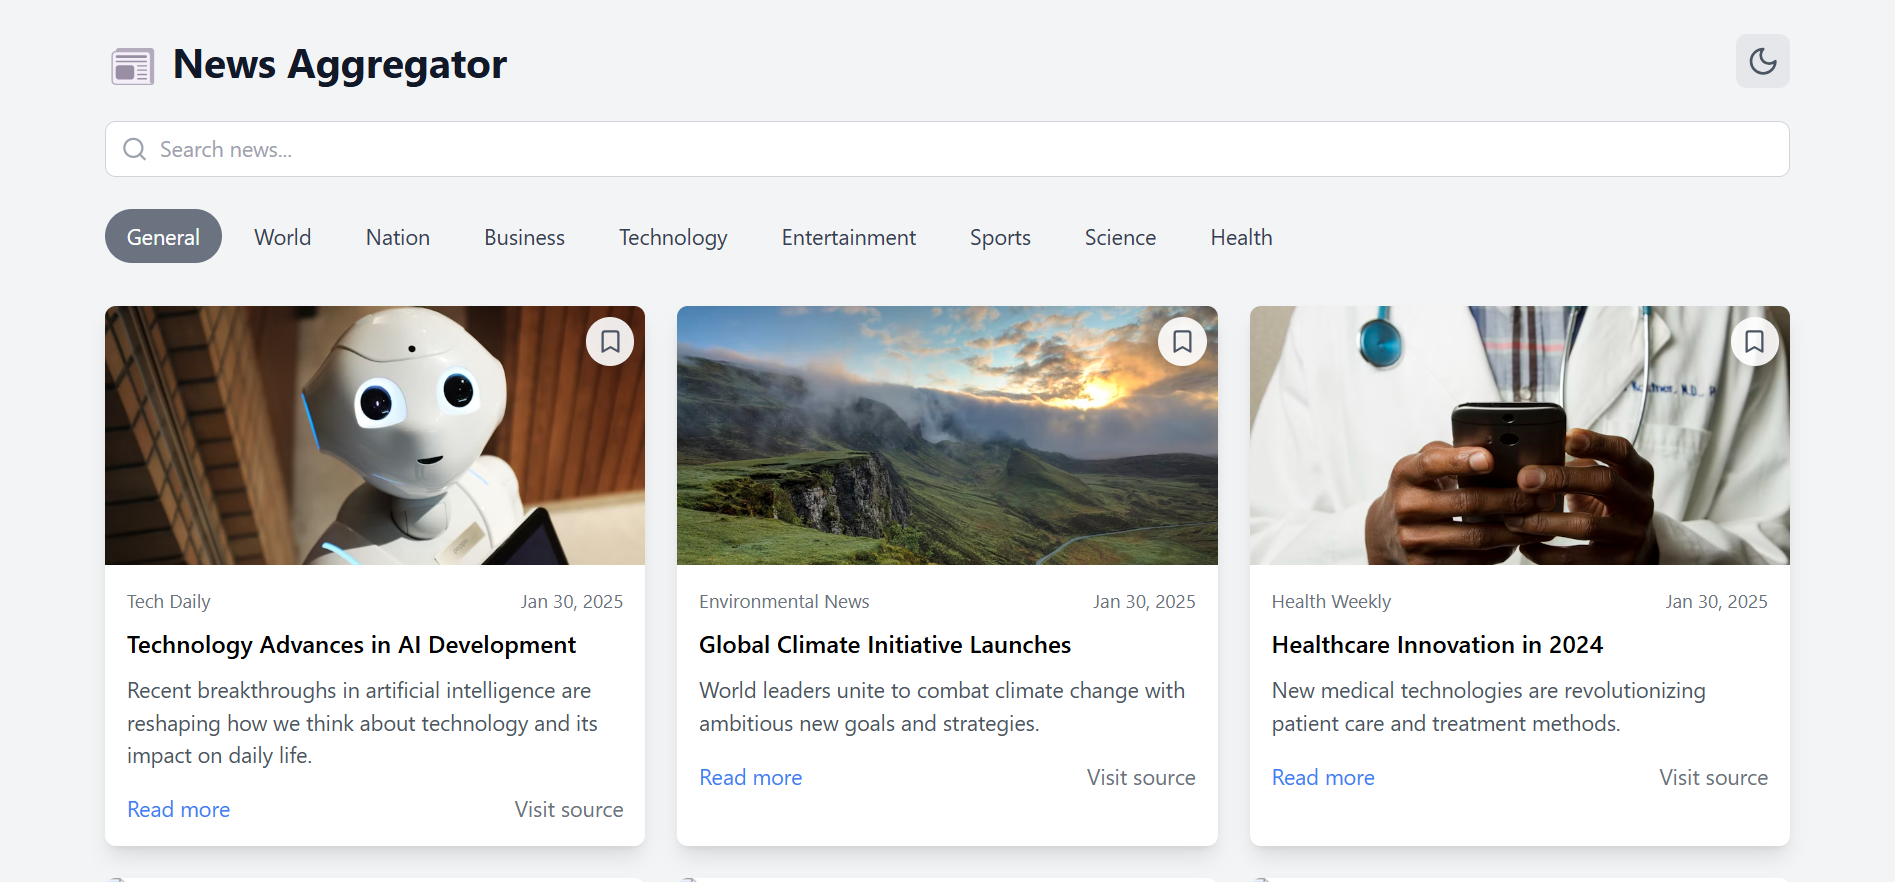 News Aggregator
Search news...
General World Nation Business Technology Entertainment Sports Science Health
Tech Daily Jan 30, 2025
Technology Advances in AI Development
Recent breakthroughs in artificial intelligence are
reshaping how we think about technology and its
impact on daily life.
Read more Visit source
Environmental News Jan 30, 2025
Global Climate Initiative Launches
World leaders unite to combat climate change with
ambitious new goals and strategies.
Read more Visit source
M.D.
Health Weekly Jan 30, 2025
Healthcare Innovation in 2024
New medical technologies are revolutionizing
patient care and treatment methods.
Read more Visit source